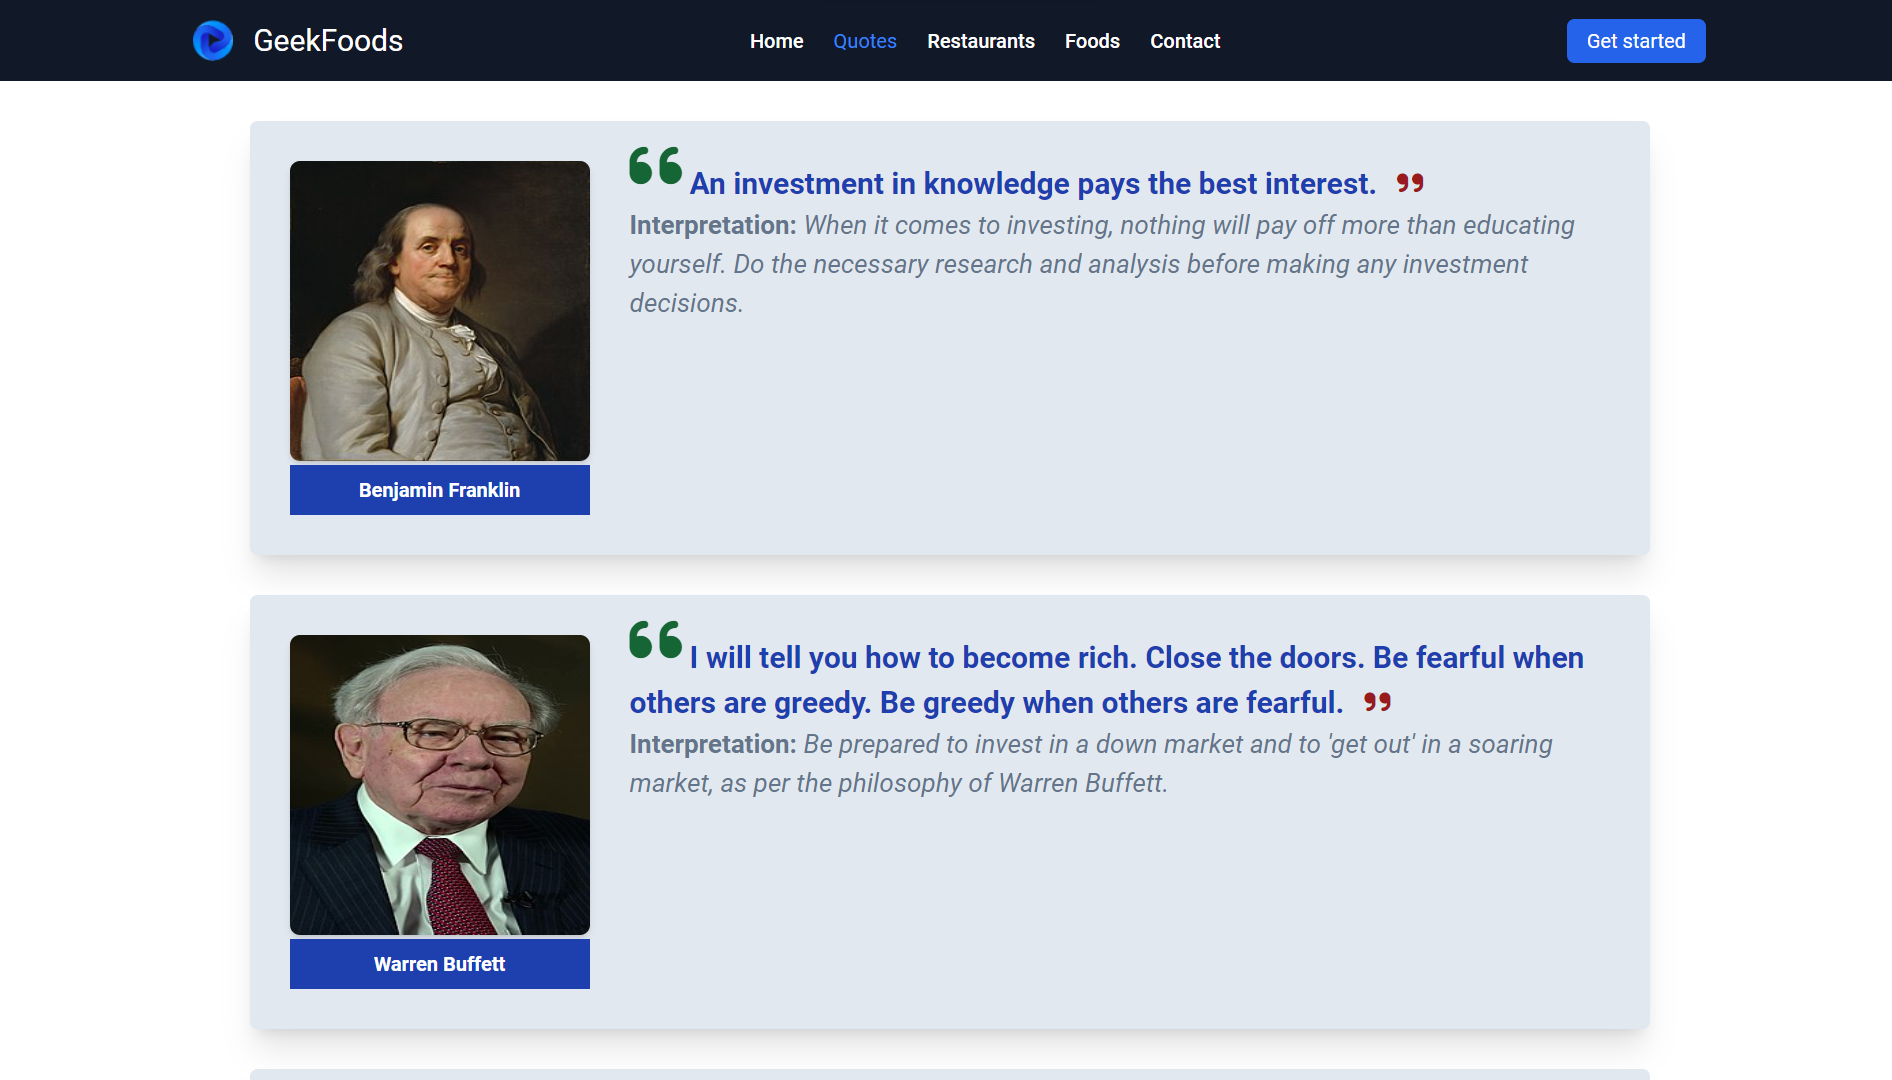 GeekFoods
Home Quotes Restaurants Foods Contact
Get started
“ An investment in knowledge pays the best interest. ”
Interpretation: When it comes to investing, nothing will pay off more than educating
yourself. Do the necessary research and analysis before making any investment
decisions.
Benjamin Franklin
“ I will tell you how to become rich. Close the doors. Be fearful when
others are greedy. Be greedy when others are fearful. ”
Interpretation: Be prepared to invest in a down market and to 'get out' in a soaring
market, as per the philosophy of Warren Buffett.
Warren Buffett